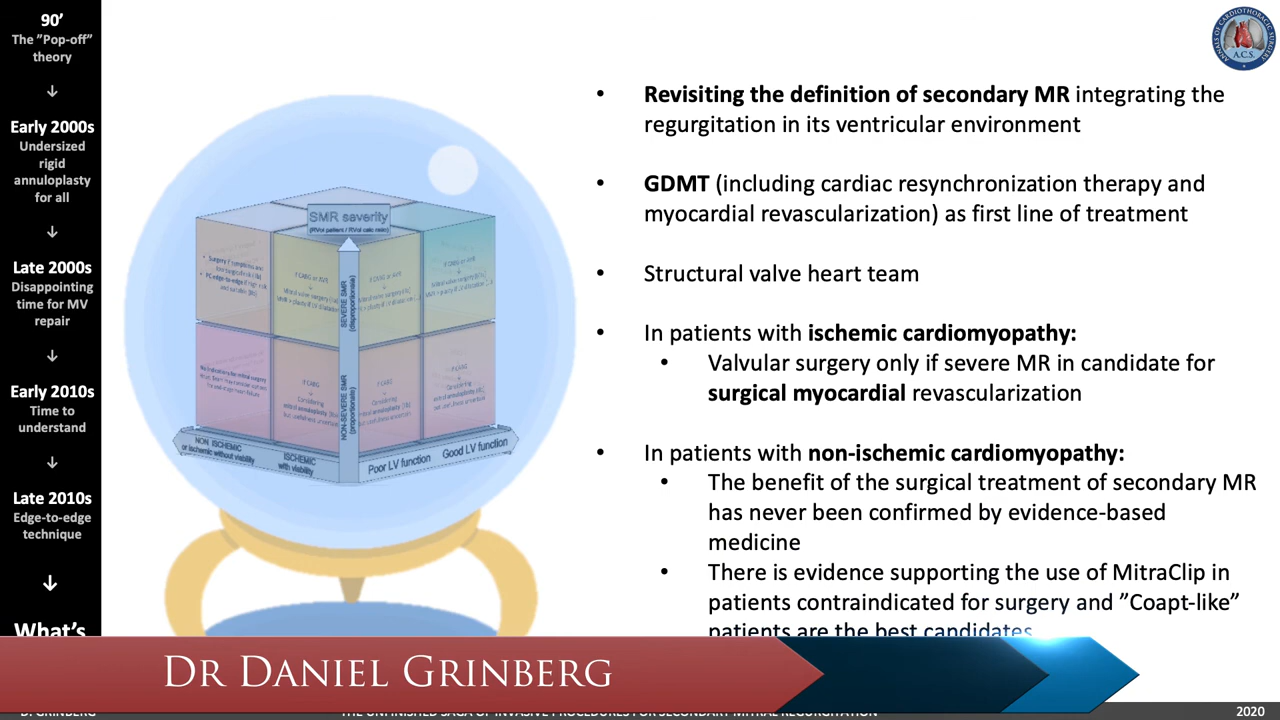 90’
The ”Pop-off”
theory
↓
Early 2000s
Undersized
rigid
annuloplasty
for all
↓
Late 2000s
Disappointing
time for MV
repair
↓
Early 2010s
Time to
understand
↓
Late 2010s
Edge-to-edge
technique
↓
What’s
ANNALS OF CARDIOTHORACIC SURGERY
A.C.S.
SMR severity
SEVERE SMR
(disproportionate)
NON-SEVERE SMR
(proportionate)
NON ISCHEMIC
or ischemic without viability
ISCHEMIC
with viability
Poor LV function
Good LV function
• Revisiting the definition of secondary MR integrating the
regurgitation in its ventricular environment
• GDMT (including cardiac resynchronization therapy and
myocardial revascularization) as first line of treatment
• Structural valve heart team
• In patients with ischemic cardiomyopathy:
• Valvular surgery only if severe MR in candidate for
surgical myocardial revascularization
• In patients with non-ischemic cardiomyopathy:
• The benefit of the surgical treatment of secondary MR
has never been confirmed by evidence-based
medicine
• There is evidence supporting the use of MitraClip in
patients contraindicated for surgery and ”Coapt-like”
patients are the best candidates
DR DANIEL GRINBERG
D. GRINBERG
THE UNFINISHED SAGA OF INVASIVE PROCEDURES FOR SECONDARY MITRAL REGURGITATION
2020